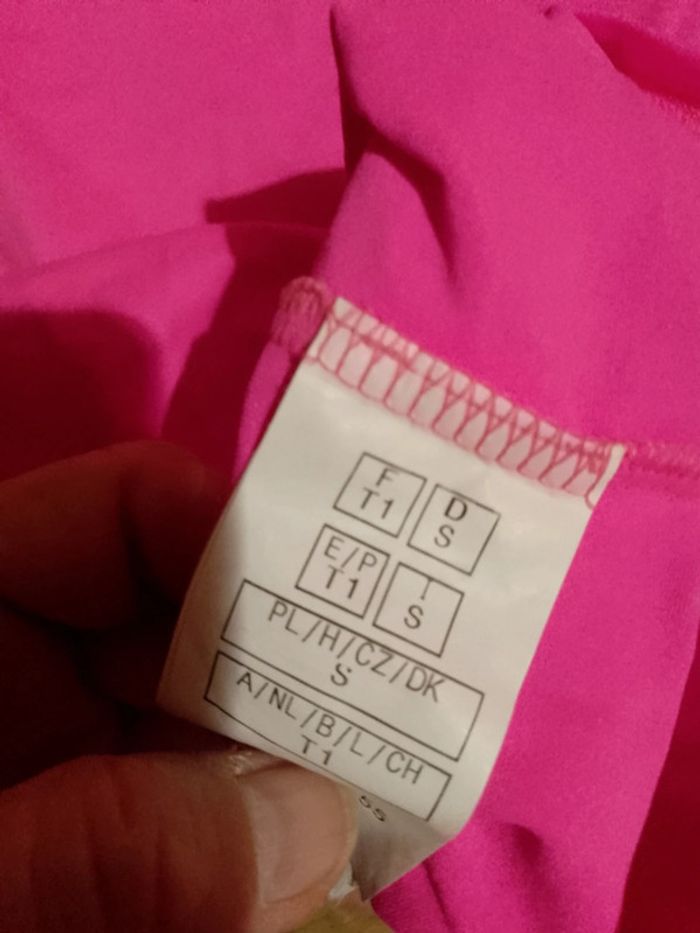 F
T1
D
S
E/P
T1
I
S
PL/H/CZ/DK
S
A/NL/B/L/CH
T1